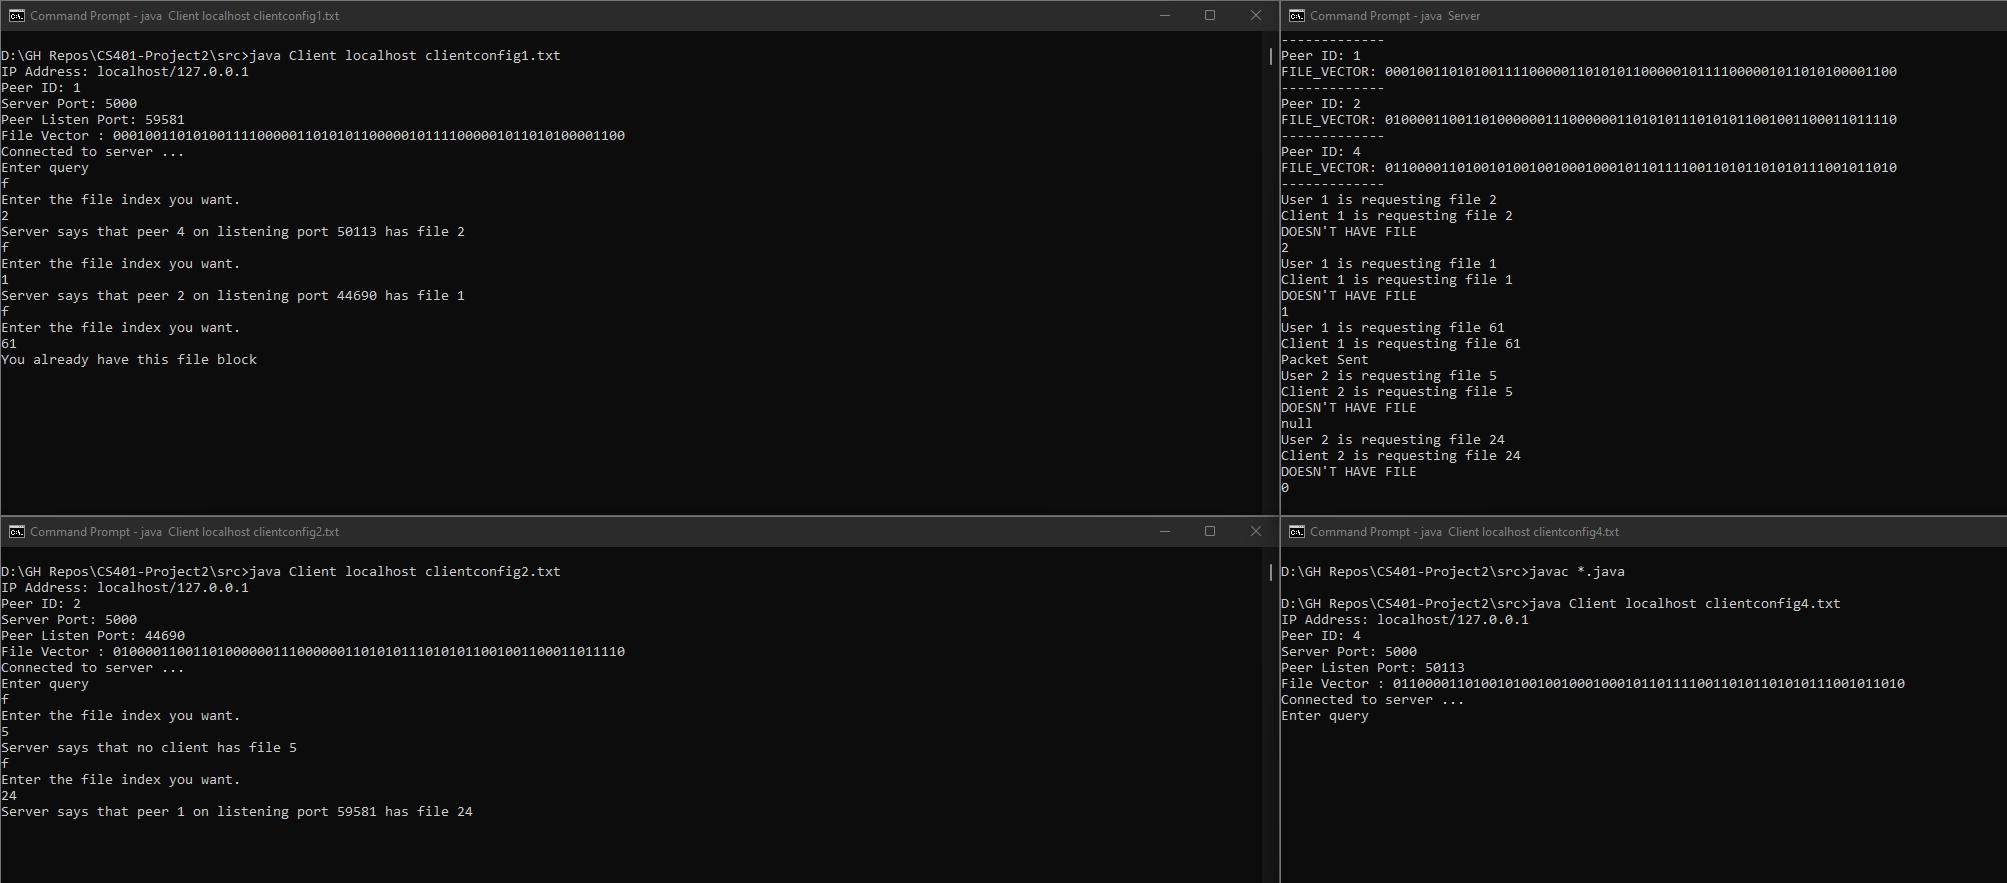 Command Prompt - java  Client localhost clientconfig1.txt
D:\GH Repos\CS401-Project2\src>java Client localhost clientconfig1.txt
IP Address: localhost/127.0.0.1
Peer ID: 1
Server Port: 5000
Peer Listen Port: 59581
File Vector : 0001001101010011110000011010101100000101111000001011010100001100
Connected to server ...
Enter query
f
Enter the file index you want.
2
Server says that peer 4 on listening port 50113 has file 2
f
Enter the file index you want.
1
Server says that peer 2 on listening port 44690 has file 1
f
Enter the file index you want.
61
You already have this file block
Command Prompt - java  Server
-------------
Peer ID: 1
FILE_VECTOR: 0001001101010011110000011010101100000101111000001011010100001100
-------------
Peer ID: 2
FILE_VECTOR: 0100001100110100000011100000011010101110101011001001100011011110
-------------
Peer ID: 4
FILE_VECTOR: 0110000110100101001001000100010110111100110101101010111001011010
-------------
User 1 is requesting file 2
Client 1 is requesting file 2
DOESN'T HAVE FILE
2
User 1 is requesting file 1
Client 1 is requesting file 1
DOESN'T HAVE FILE
1
User 1 is requesting file 61
Client 1 is requesting file 61
Packet Sent
User 2 is requesting file 5
Client 2 is requesting file 5
DOESN'T HAVE FILE
null
User 2 is requesting file 24
Client 2 is requesting file 24
DOESN'T HAVE FILE
0
Command Prompt - java  Client localhost clientconfig2.txt
D:\GH Repos\CS401-Project2\src>java Client localhost clientconfig2.txt
IP Address: localhost/127.0.0.1
Peer ID: 2
Server Port: 5000
Peer Listen Port: 44690
File Vector : 0100001100110100000011100000011010101110101011001001100011011110
Connected to server ...
Enter query
f
Enter the file index you want.
5
Server says that no client has file 5
f
Enter the file index you want.
24
Server says that peer 1 on listening port 59581 has file 24
Command Prompt - java  Client localhost clientconfig4.txt
D:\GH Repos\CS401-Project2\src>javac *.java
D:\GH Repos\CS401-Project2\src>java Client localhost clientconfig4.txt
IP Address: localhost/127.0.0.1
Peer ID: 4
Server Port: 5000
Peer Listen Port: 50113
File Vector : 0110000110100101001001000100010110111100110101101010111001011010
Connected to server ...
Enter query